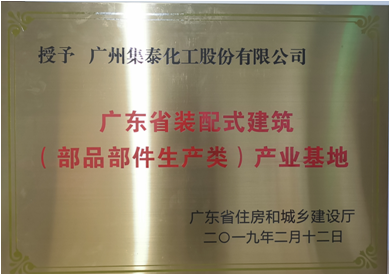 授予 广州集泰化工股份有限公司
广东省装配式建筑
（部品部件生产类）产业基地
广东省住房和城乡建设厅
二〇一九年二月十二日